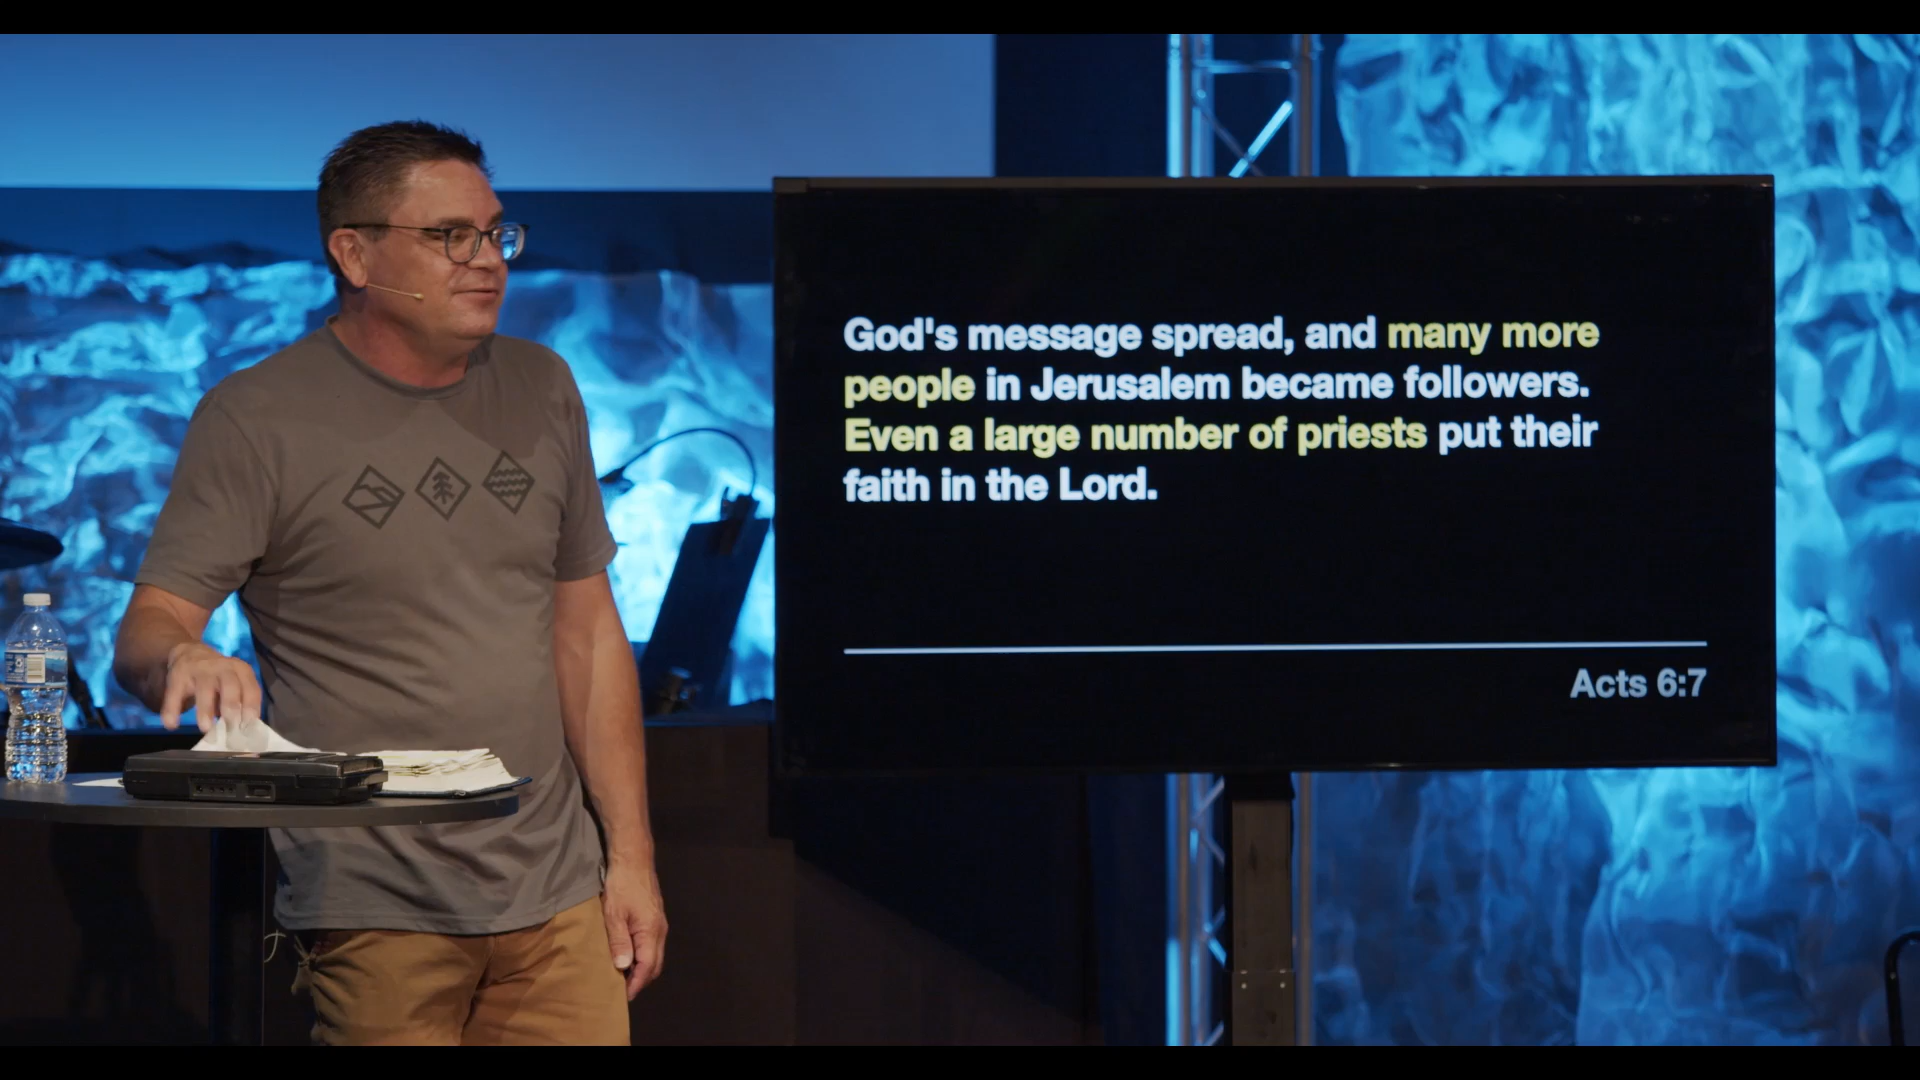 God's message spread, and many more
people in Jerusalem became followers.
Even a large number of priests put their
faith in the Lord.
Acts 6:7